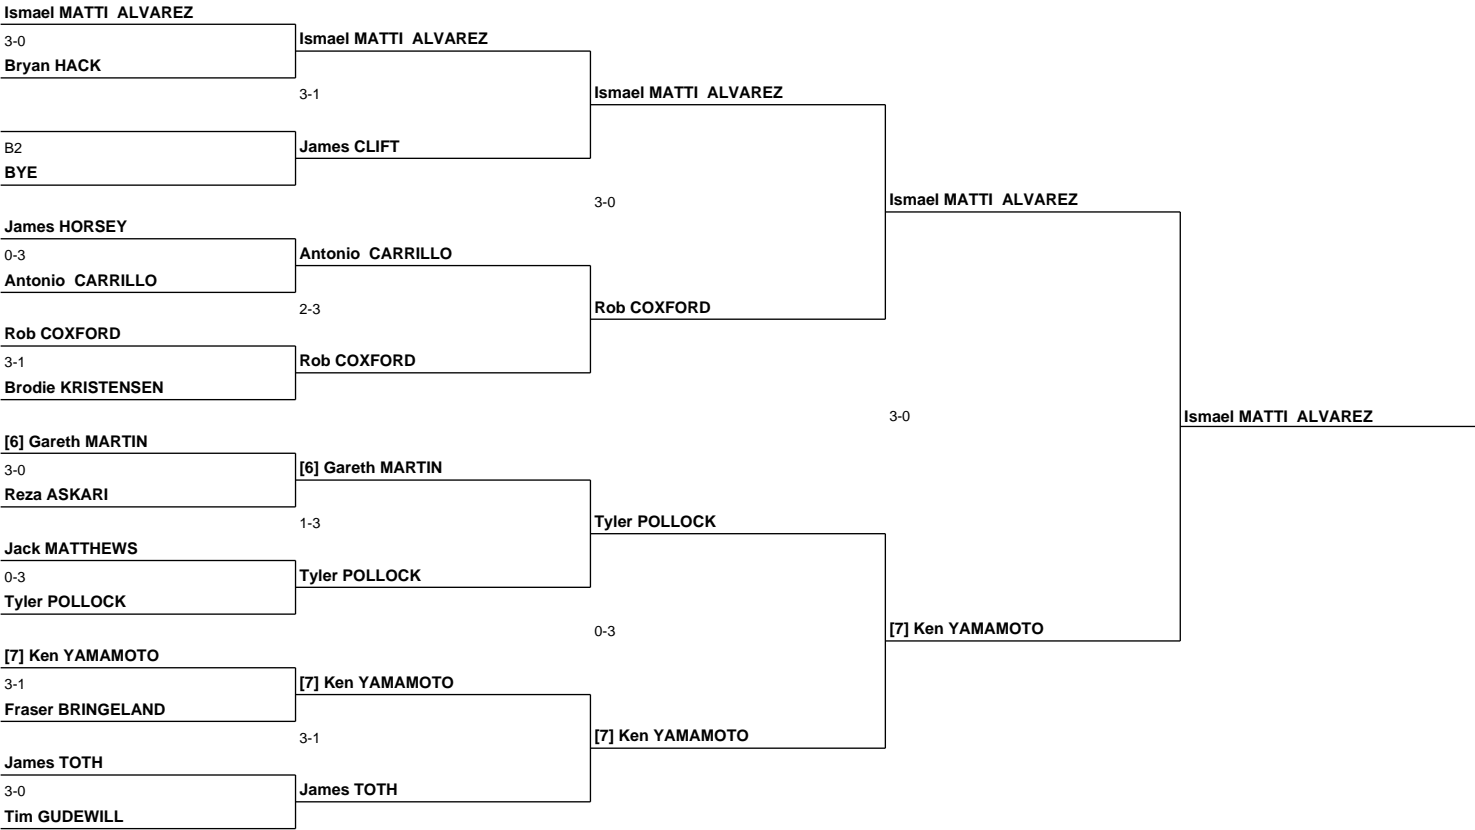 Ismael MATTI  ALVAREZ
3-0
Bryan HACK
B2
BYE
James HORSEY
0-3
Antonio  CARRILLO
Rob COXFORD
3-1
Brodie KRISTENSEN
[6] Gareth MARTIN
3-0
Reza ASKARI
Jack MATTHEWS
0-3
Tyler POLLOCK
[7] Ken YAMAMOTO
3-1
Fraser BRINGELAND
James TOTH
3-0
Tim GUDEWILL
Ismael MATTI  ALVAREZ
3-1
James CLIFT
Antonio  CARRILLO
2-3
Rob COXFORD
[6] Gareth MARTIN
1-3
Tyler POLLOCK
[7] Ken YAMAMOTO
3-1
James TOTH
Ismael MATTI  ALVAREZ
3-0
Rob COXFORD
Tyler POLLOCK
0-3
[7] Ken YAMAMOTO
Ismael MATTI  ALVAREZ
3-0
[7] Ken YAMAMOTO
Ismael MATTI  ALVAREZ